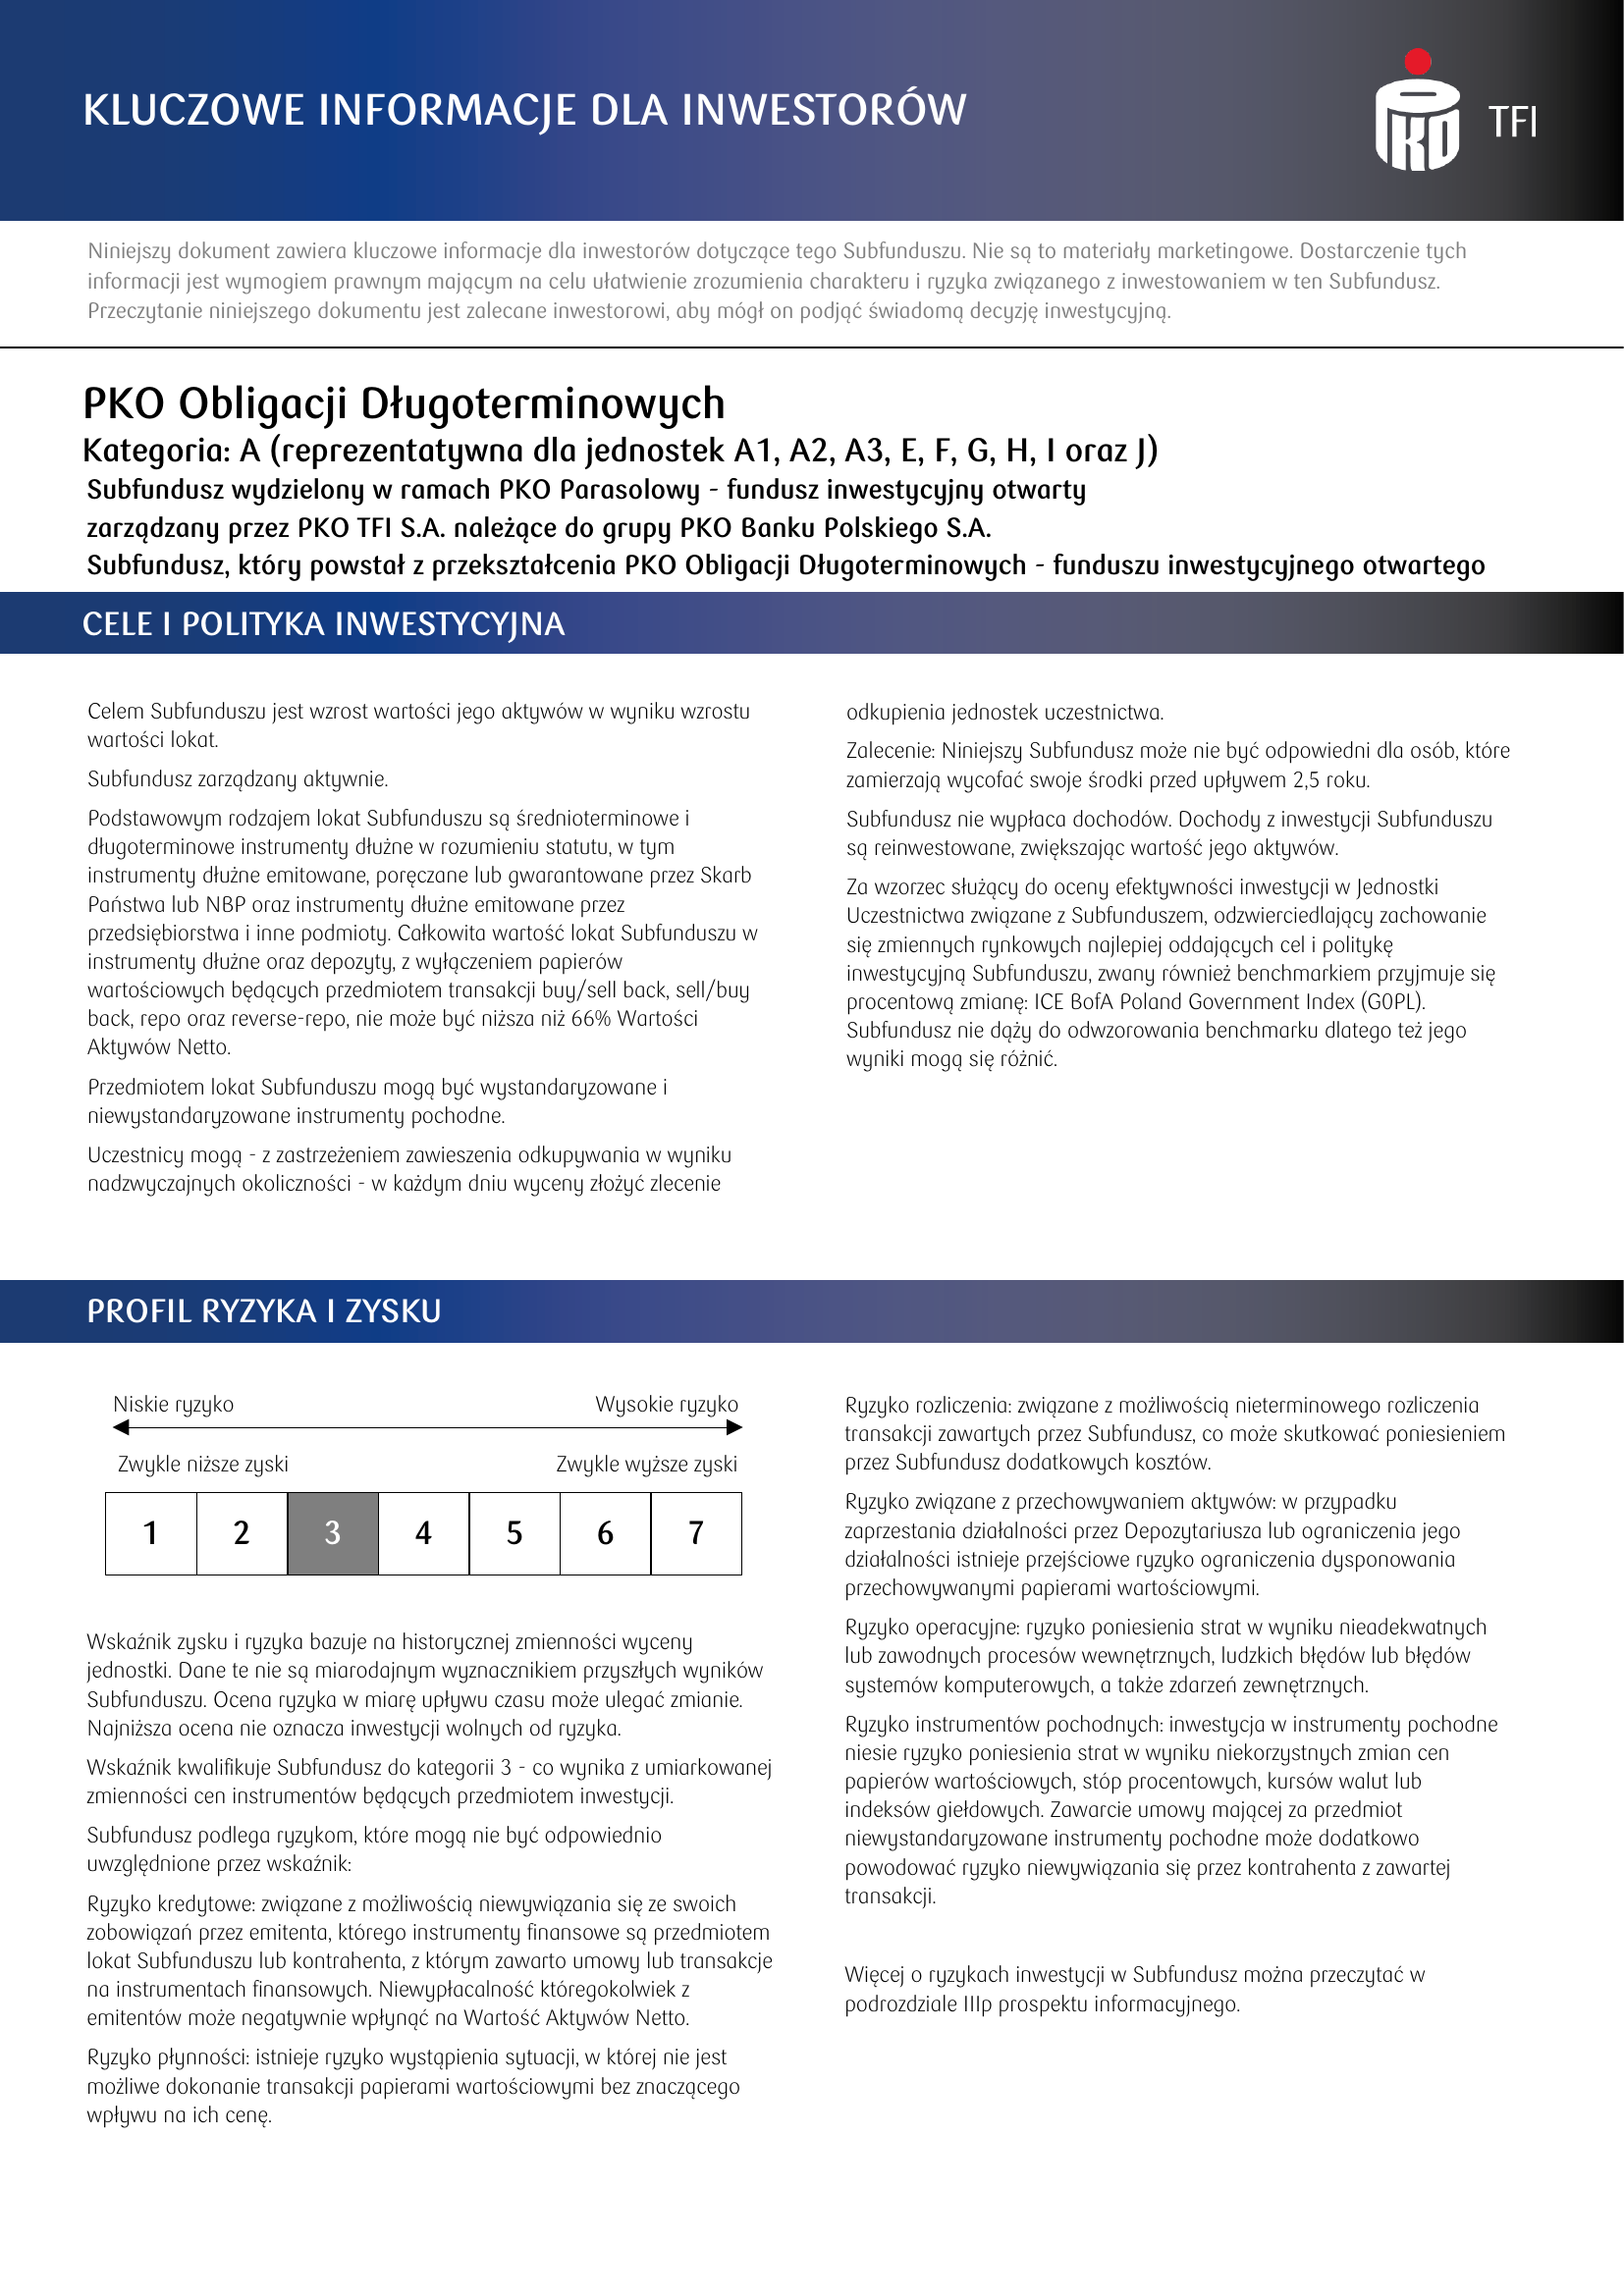 KLUCZOWE INFORMACJE DLA INWESTORÓW
PKO TFI
Niniejszy dokument zawiera kluczowe informacje dla inwestorów dotyczące tego Subfunduszu. Nie są to materiały marketingowe. Dostarczenie tych
informacji jest wymogiem prawnym mającym na celu ułatwienie zrozumienia charakteru i ryzyka związanego z inwestowaniem w ten Subfundusz.
Przeczytanie niniejszego dokumentu jest zalecane inwestorowi, aby mógł on podjąć świadomą decyzję inwestycyjną.
PKO Obligacji Długoterminowych
Kategoria: A (reprezentatywna dla jednostek A1, A2, A3, E, F, G, H, I oraz J)
Subfundusz wydzielony w ramach PKO Parasolowy - fundusz inwestycyjny otwarty
zarządzany przez PKO TFI S.A. należące do grupy PKO Banku Polskiego S.A.
Subfundusz, który powstał z przekształcenia PKO Obligacji Długoterminowych - funduszu inwestycyjnego otwartego
CELE I POLITYKA INWESTYCYJNA
Celem Subfunduszu jest wzrost wartości jego aktywów w wyniku wzrostu
wartości lokat.
Subfundusz zarządzany aktywnie.
Podstawowym rodzajem lokat Subfunduszu są średnioterminowe i
długoterminowe instrumenty dłużne w rozumieniu statutu, w tym
instrumenty dłużne emitowane, poręczane lub gwarantowane przez Skarb
Państwa lub NBP oraz instrumenty dłużne emitowane przez
przedsiębiorstwa i inne podmioty. Całkowita wartość lokat Subfunduszu w
instrumenty dłużne oraz depozyty, z wyłączeniem papierów
wartościowych będących przedmiotem transakcji buy/sell back, sell/buy
back, repo oraz reverse-repo, nie może być niższa niż 66% Wartości
Aktywów Netto.
Przedmiotem lokat Subfunduszu mogą być wystandaryzowane i
niewystandaryzowane instrumenty pochodne.
Uczestnicy mogą - z zastrzeżeniem zawieszenia odkupywania w wyniku
nadzwyczajnych okoliczności - w każdym dniu wyceny złożyć zlecenie
odkupienia jednostek uczestnictwa.
Zalecenie: Niniejszy Subfundusz może nie być odpowiedni dla osób, które
zamierzają wycofać swoje środki przed upływem 2,5 roku.
Subfundusz nie wypłaca dochodów. Dochody z inwestycji Subfunduszu
są reinwestowane, zwiększając wartość jego aktywów.
Za wzorzec służący do oceny efektywności inwestycji w Jednostki
Uczestnictwa związane z Subfunduszem, odzwierciedlający zachowanie
się zmiennych rynkowych najlepiej oddających cel i politykę
inwestycyjną Subfunduszu, zwany również benchmarkiem przyjmuje się
procentową zmianę: ICE BofA Poland Government Index (G0PL).
Subfundusz nie dąży do odwzorowania benchmarku dlatego też jego
wyniki mogą się różnić.
PROFIL RYZYKA I ZYSKU
Niskie ryzyko Wysokie ryzyko
Zwykle niższe zyski Zwykle wyższe zyski
1 2 3 4 5 6 7
Wskaźnik zysku i ryzyka bazuje na historycznej zmienności wyceny
jednostki. Dane te nie są miarodajnym wyznacznikiem przyszłych wyników
Subfunduszu. Ocena ryzyka w miarę upływu czasu może ulegać zmianie.
Najniższa ocena nie oznacza inwestycji wolnych od ryzyka.
Wskaźnik kwalifikuje Subfundusz do kategorii 3 - co wynika z umiarkowanej
zmienności cen instrumentów będących przedmiotem inwestycji.
Subfundusz podlega ryzykom, które mogą nie być odpowiednio
uwzględnione przez wskaźnik:
Ryzyko kredytowe: związane z możliwością niewywiązania się ze swoich
zobowiązań przez emitenta, którego instrumenty finansowe są przedmiotem
lokat Subfunduszu lub kontrahenta, z którym zawarto umowy lub transakcje
na instrumentach finansowych. Niewypłacalność któregokolwiek z
emitentów może negatywnie wpłynąć na Wartość Aktywów Netto.
Ryzyko płynności: istnieje ryzyko wystąpienia sytuacji, w której nie jest
możliwe dokonanie transakcji papierami wartościowymi bez znaczącego
wpływu na ich cenę.
Ryzyko rozliczenia: związane z możliwością nieterminowego rozliczenia
transakcji zawartych przez Subfundusz, co może skutkować poniesieniem
przez Subfundusz dodatkowych kosztów.
Ryzyko związane z przechowywaniem aktywów: w przypadku
zaprzestania działalności przez Depozytariusza lub ograniczenia jego
działalności istnieje przejściowe ryzyko ograniczenia dysponowania
przechowywanymi papierami wartościowymi.
Ryzyko operacyjne: ryzyko poniesienia strat w wyniku nieadekwatnych
lub zawodnych procesów wewnętrznych, ludzkich błędów lub błędów
systemów komputerowych, a także zdarzeń zewnętrznych.
Ryzyko instrumentów pochodnych: inwestycja w instrumenty pochodne
niesie ryzyko poniesienia strat w wyniku niekorzystnych zmian cen
papierów wartościowych, stóp procentowych, kursów walut lub
indeksów giełdowych. Zawarcie umowy mającej za przedmiot
niewystandaryzowane instrumenty pochodne może dodatkowo
powodować ryzyko niewywiązania się przez kontrahenta z zawartej
transakcji.
Więcej o ryzykach inwestycji w Subfundusz można przeczytać w
podrozdziale IIIp prospektu informacyjnego.